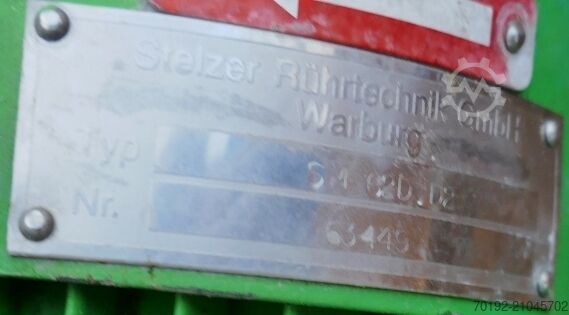 Stelzer Rührtechnik GmbH
Warburg
Typ
Nr. 63445
70192-21045702